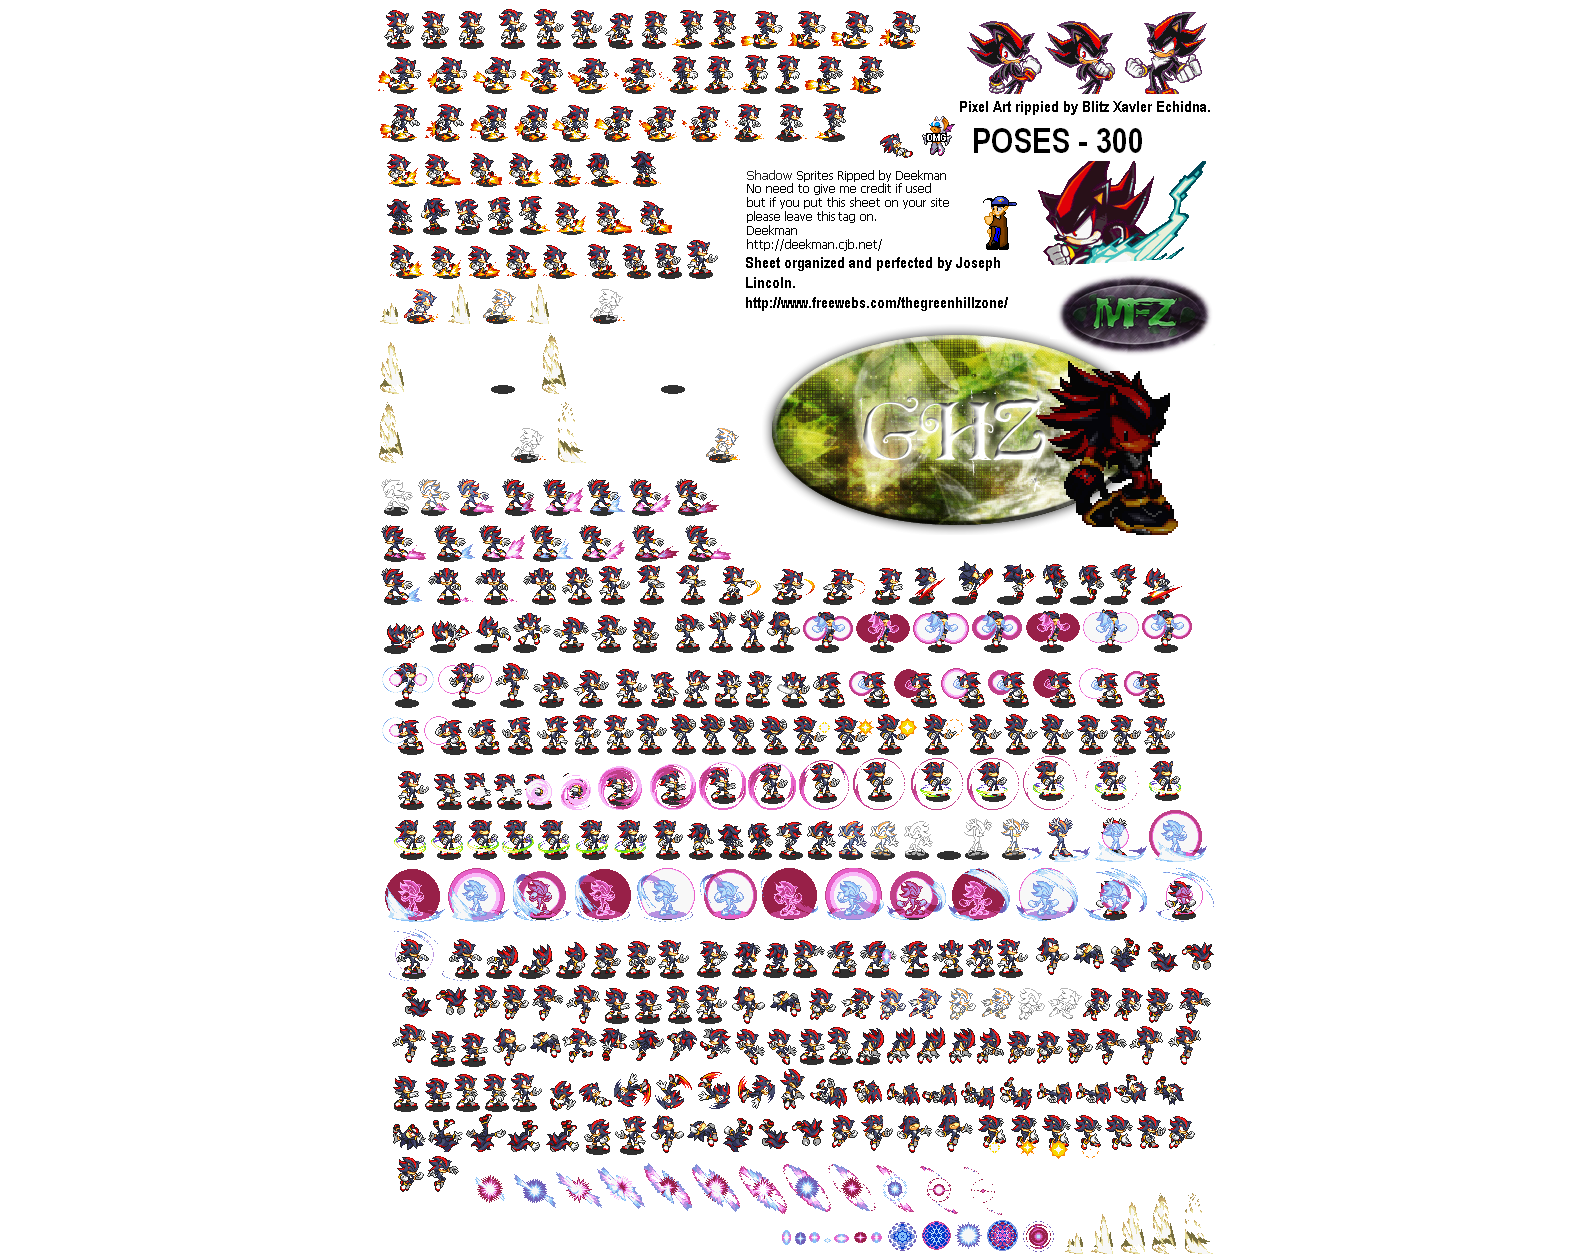 Pixel Art rippied by Blitz Xavler Echidna.
OMG
POSES - 300
Shadow Sprites Ripped by Deekman
No need to give me credit if used
but if you put this sheet on your site
please leave this tag on.
Deekman
http://deekman.cjb.net/
Sheet organized and perfected by Joseph
Lincoln.
http://www.freewebs.com/thegreenhillzone/
MFZ
GHZ